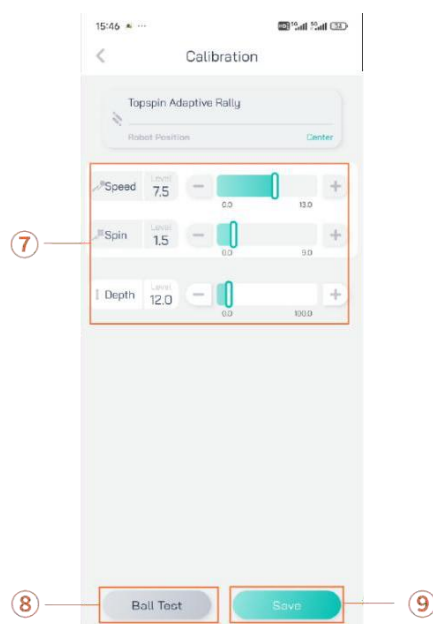 15:46
Calibration
Topspin Adaptive Rally
Robot Position Center
Speed Level 7.5 − +
0.0 13.0
⑦
Spin Level 1.5 − +
0.0 9.0
Depth Level 12.0 − +
0.0 100.0
⑧ Ball Test Save ⑨